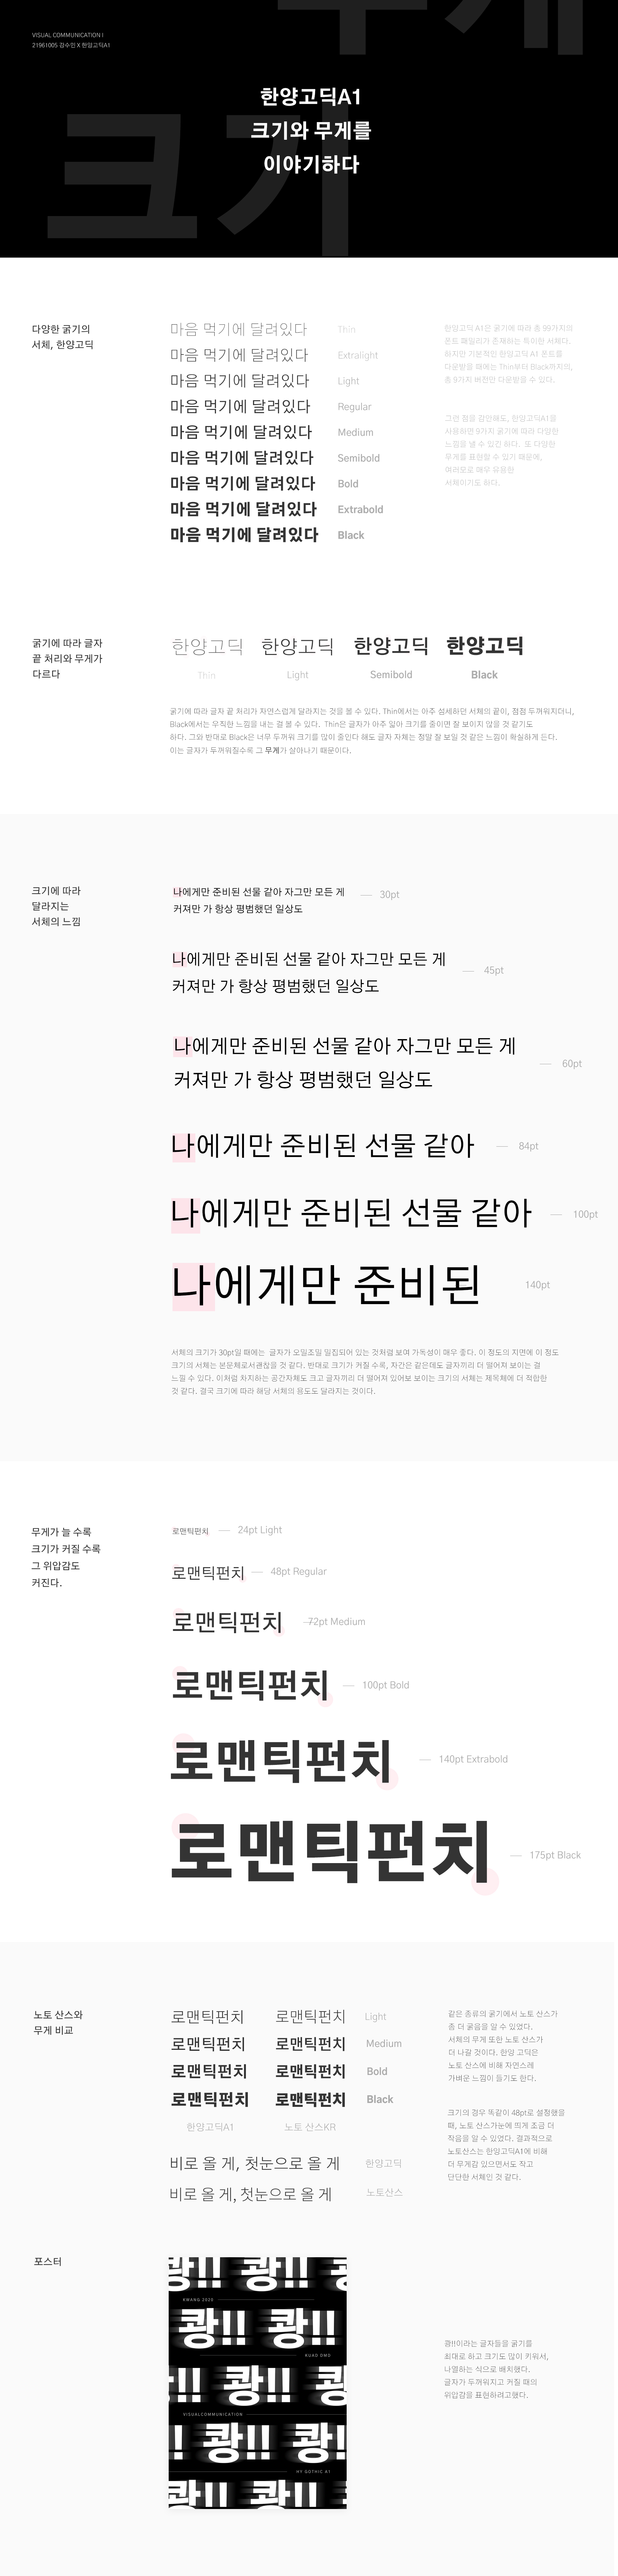 무게
VISUAL COMMUNICATION I
21961005 김수인 X 한양고딕A1
크기
한양고딕A1
크기와 무게를
이야기하다
다양한 굵기의
서체, 한양고딕
마음 먹기에 달려있다 Thin
마음 먹기에 달려있다 Extralight
마음 먹기에 달려있다 Light
마음 먹기에 달려있다 Regular
마음 먹기에 달려있다 Medium
마음 먹기에 달려있다 Semibold
마음 먹기에 달려있다 Bold
마음 먹기에 달려있다 Extrabold
마음 먹기에 달려있다 Black
한양고딕 A1은 굵기에 따라 총 99가지의
폰트 패밀리가 존재하는 특이한 서체다.
하지만 기본적인 한양고딕 A1 폰트를
다운받을 때에는 Thin부터 Black까지의,
총 9가지 버전만 다운받을 수 있다.
그런 점을 감안해도, 한양고딕A1을
사용하면 9가지 굵기에 따라 다양한
느낌을 낼 수 있긴 하다. 또 다양한
무게를 표현할 수 있기 때문에,
여러모로 매우 유용한
서체이기도 하다.
굵기에 따라 글자
끝 처리와 무게가
다르다
한양고딕 한양고딕 한양고딕 한양고딕
Thin Light Semibold Black
굵기에 따라 글자 끝 처리가 자연스럽게 달라지는 것을 볼 수 있다. Thin에서는 아주 섬세하던 서체의 끝이, 점점 두꺼워지더니,
Black에서는 우직한 느낌을 내는 걸 볼 수 있다. Thin은 글자가 아주 얇아 크기를 줄이면 잘 보이지 않을 것 같기도
하다. 그와 반대로 Black은 너무 두꺼워 크기를 많이 줄인다 해도 글자 자체는 정말 잘 보일 것 같은 느낌이 확실하게 든다.
이는 글자가 두꺼워질수록 그 무게가 살아나기 때문이다.
크기에 따라
달라지는
서체의 느낌
나에게만 준비된 선물 같아 자그만 모든 게
커져만 가 항상 평범했던 일상도
30pt
나에게만 준비된 선물 같아 자그만 모든 게
커져만 가 항상 평범했던 일상도
45pt
나에게만 준비된 선물 같아 자그만 모든 게
커져만 가 항상 평범했던 일상도
60pt
나에게만 준비된 선물 같아 84pt
나에게만 준비된 선물 같아 100pt
나에게만 준비된 140pt
서체의 크기가 30pt일 때에는 글자가 오밀조밀 밀집되어 있는 것처럼 보여 가독성이 매우 좋다. 이 정도의 지면에 이 정도
크기의 서체는 본문체로서괜찮을 것 같다. 반대로 크기가 커질 수록, 자간은 같은데도 글자끼리 더 떨어져 보이는 걸
느낄 수 있다. 이처럼 차지하는 공간자체도 크고 글자끼리 더 떨어져 있어보 보이는 크기의 서체는 제목체에 더 적합한
것 같다. 결국 크기에 따라 해당 서체의 용도도 달라지는 것이다.
무게가 늘 수록
크기가 커질 수록
그 위압감도
커진다.
로맨틱펀치 24pt Light
로맨틱펀치 48pt Regular
로맨틱펀치 72pt Medium
로맨틱펀치 100pt Bold
로맨틱펀치 140pt Extrabold
로맨틱펀치 175pt Black
노토 산스와
무게 비교
로맨틱펀치 로맨틱펀치 Light
로맨틱펀치 로맨틱펀치 Medium
로맨틱펀치 로맨틱펀치 Bold
로맨틱펀치 로맨틱펀치 Black
한양고딕A1 노토 산스KR
비로 올 게, 첫눈으로 올 게 한양고딕
비로 올 게, 첫눈으로 올 게 노토산스
같은 종류의 굵기에서 노토 산스가
좀 더 굵음을 알 수 있었다.
서체의 무게 또한 노토 산스가
더 나갈 것이다. 한양 고딕은
노토 산스에 비해 자연스레
가벼운 느낌이 들기도 한다.
크기의 경우 똑같이 48pt로 설정했을
때, 노토 산스가눈에 띄게 조금 더
작음을 알 수 있었다. 결과적으로
노토산스는 한양고딕A1에 비해
더 무게감 있으면서도 작고
단단한 서체인 것 같다.
포스터
쾅!! 쾅!!
KWANG 2020
쾅!! 쾅!!
쾅!! 쾅!!
VISUALCOMMUNICATION
쾅!! 쾅!!
HY GOTHIC A1
쾅!! 쾅!!
쾅!!이라는 글자들을 굵기를
최대로 하고 크기도 많이 키워서,
나열하는 식으로 배치했다.
글자가 두꺼워지고 커질 때의
위압감을 표현하려고했다.